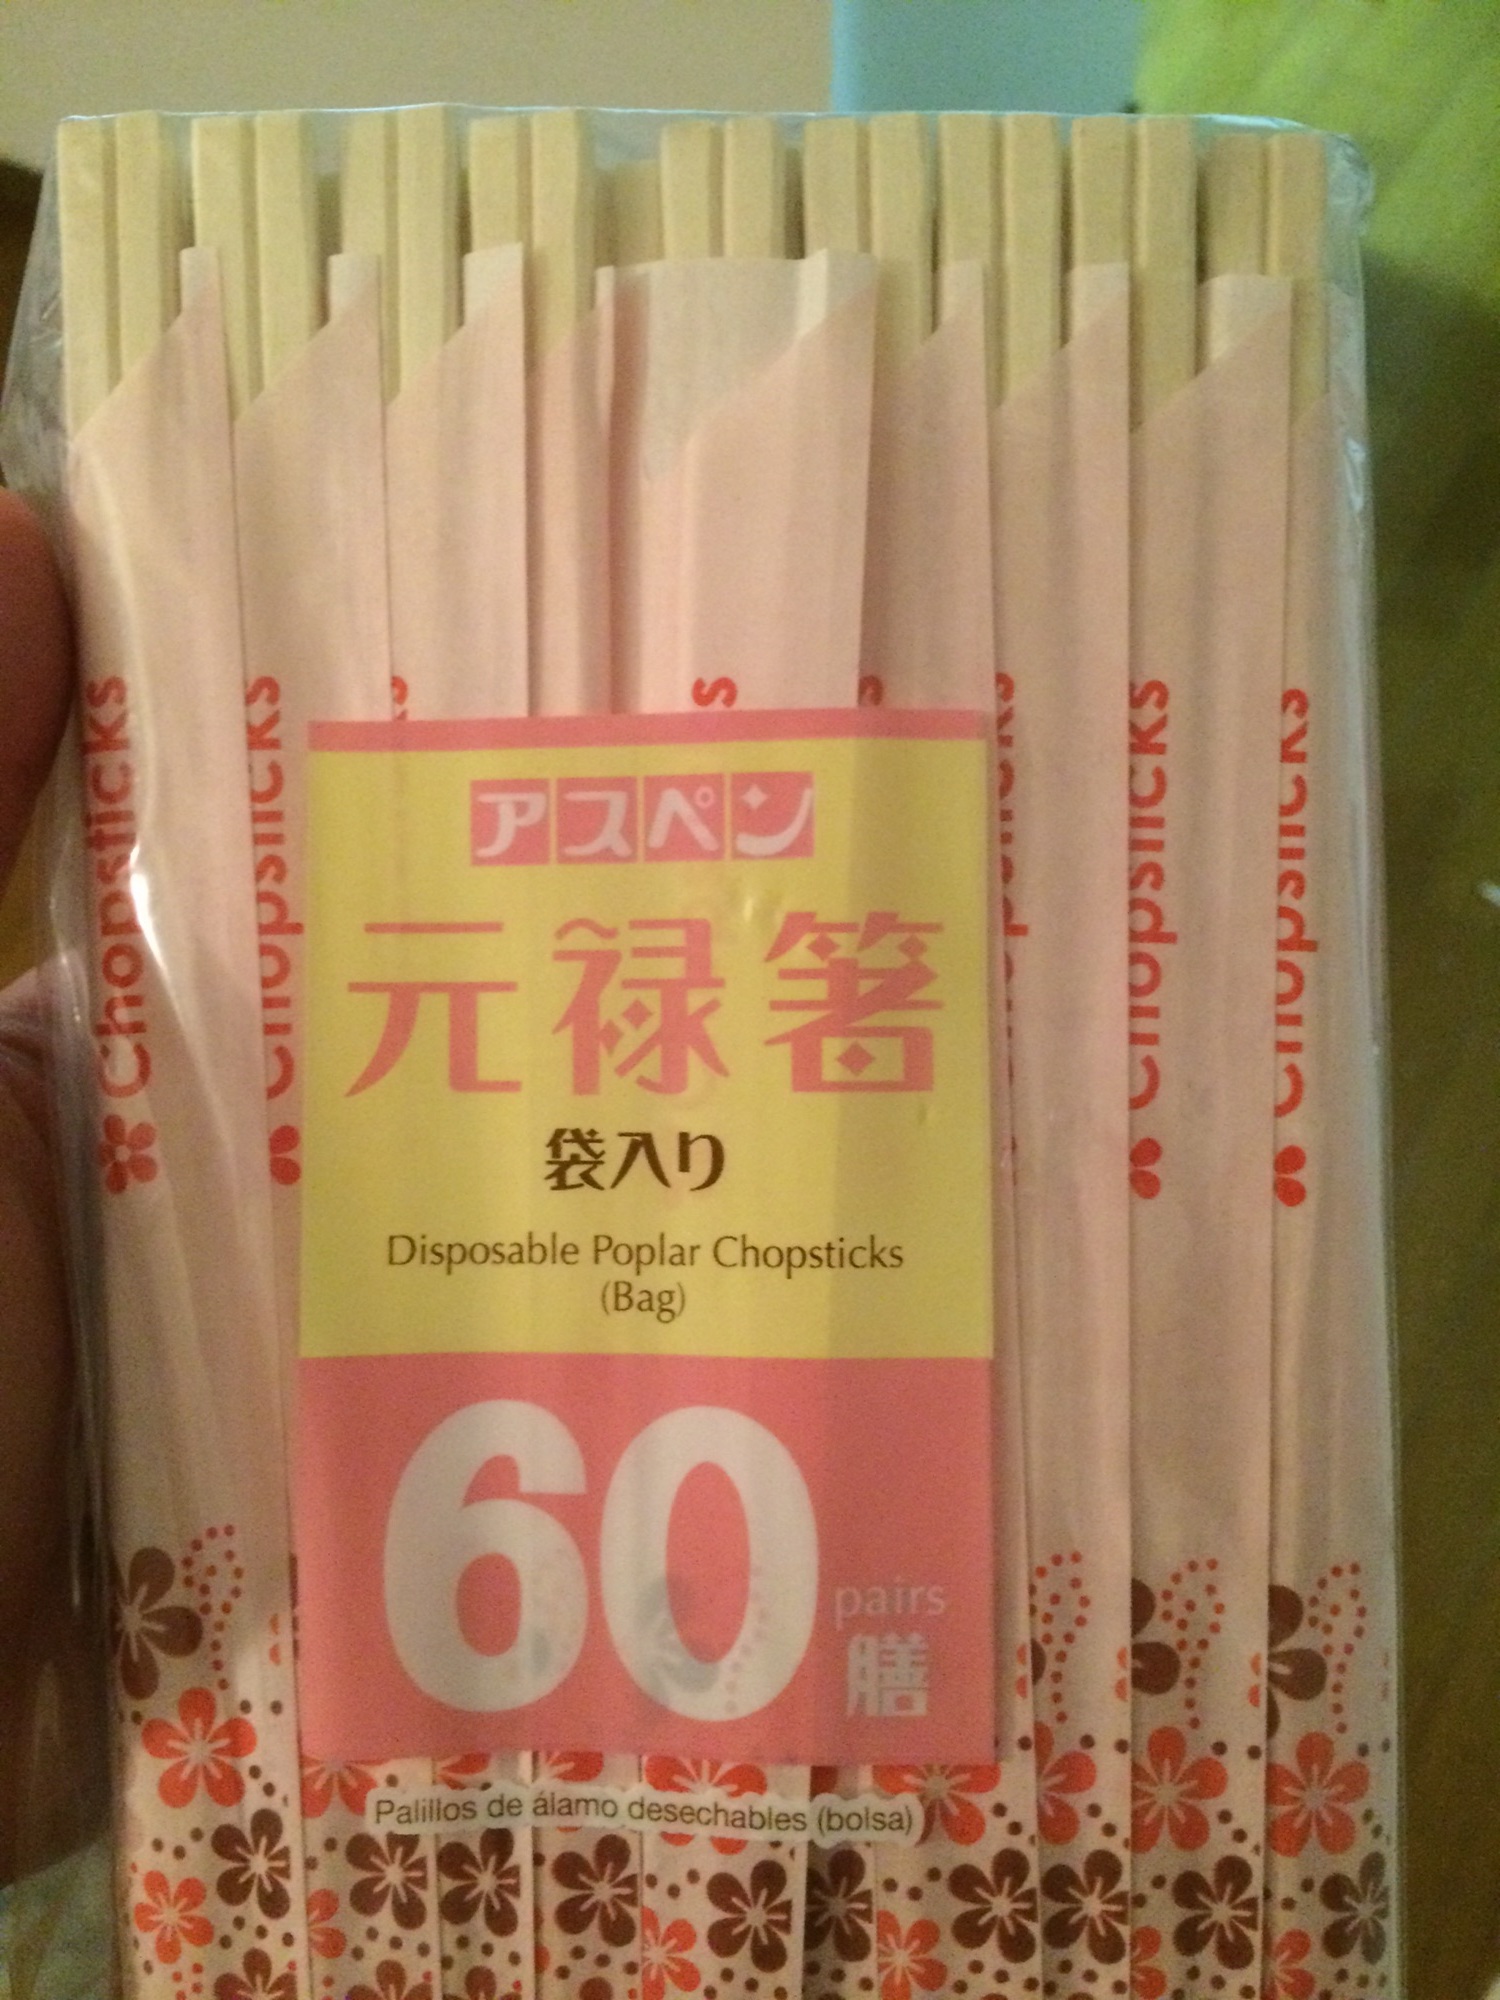 アスペン
元禄箸
袋入り
Disposable Poplar Chopsticks
(Bag)
60 pairs
膳
Palillos de álamo desechables (bolsa)
Chopsticks
Chopsticks
Chopsticks
Chopsticks